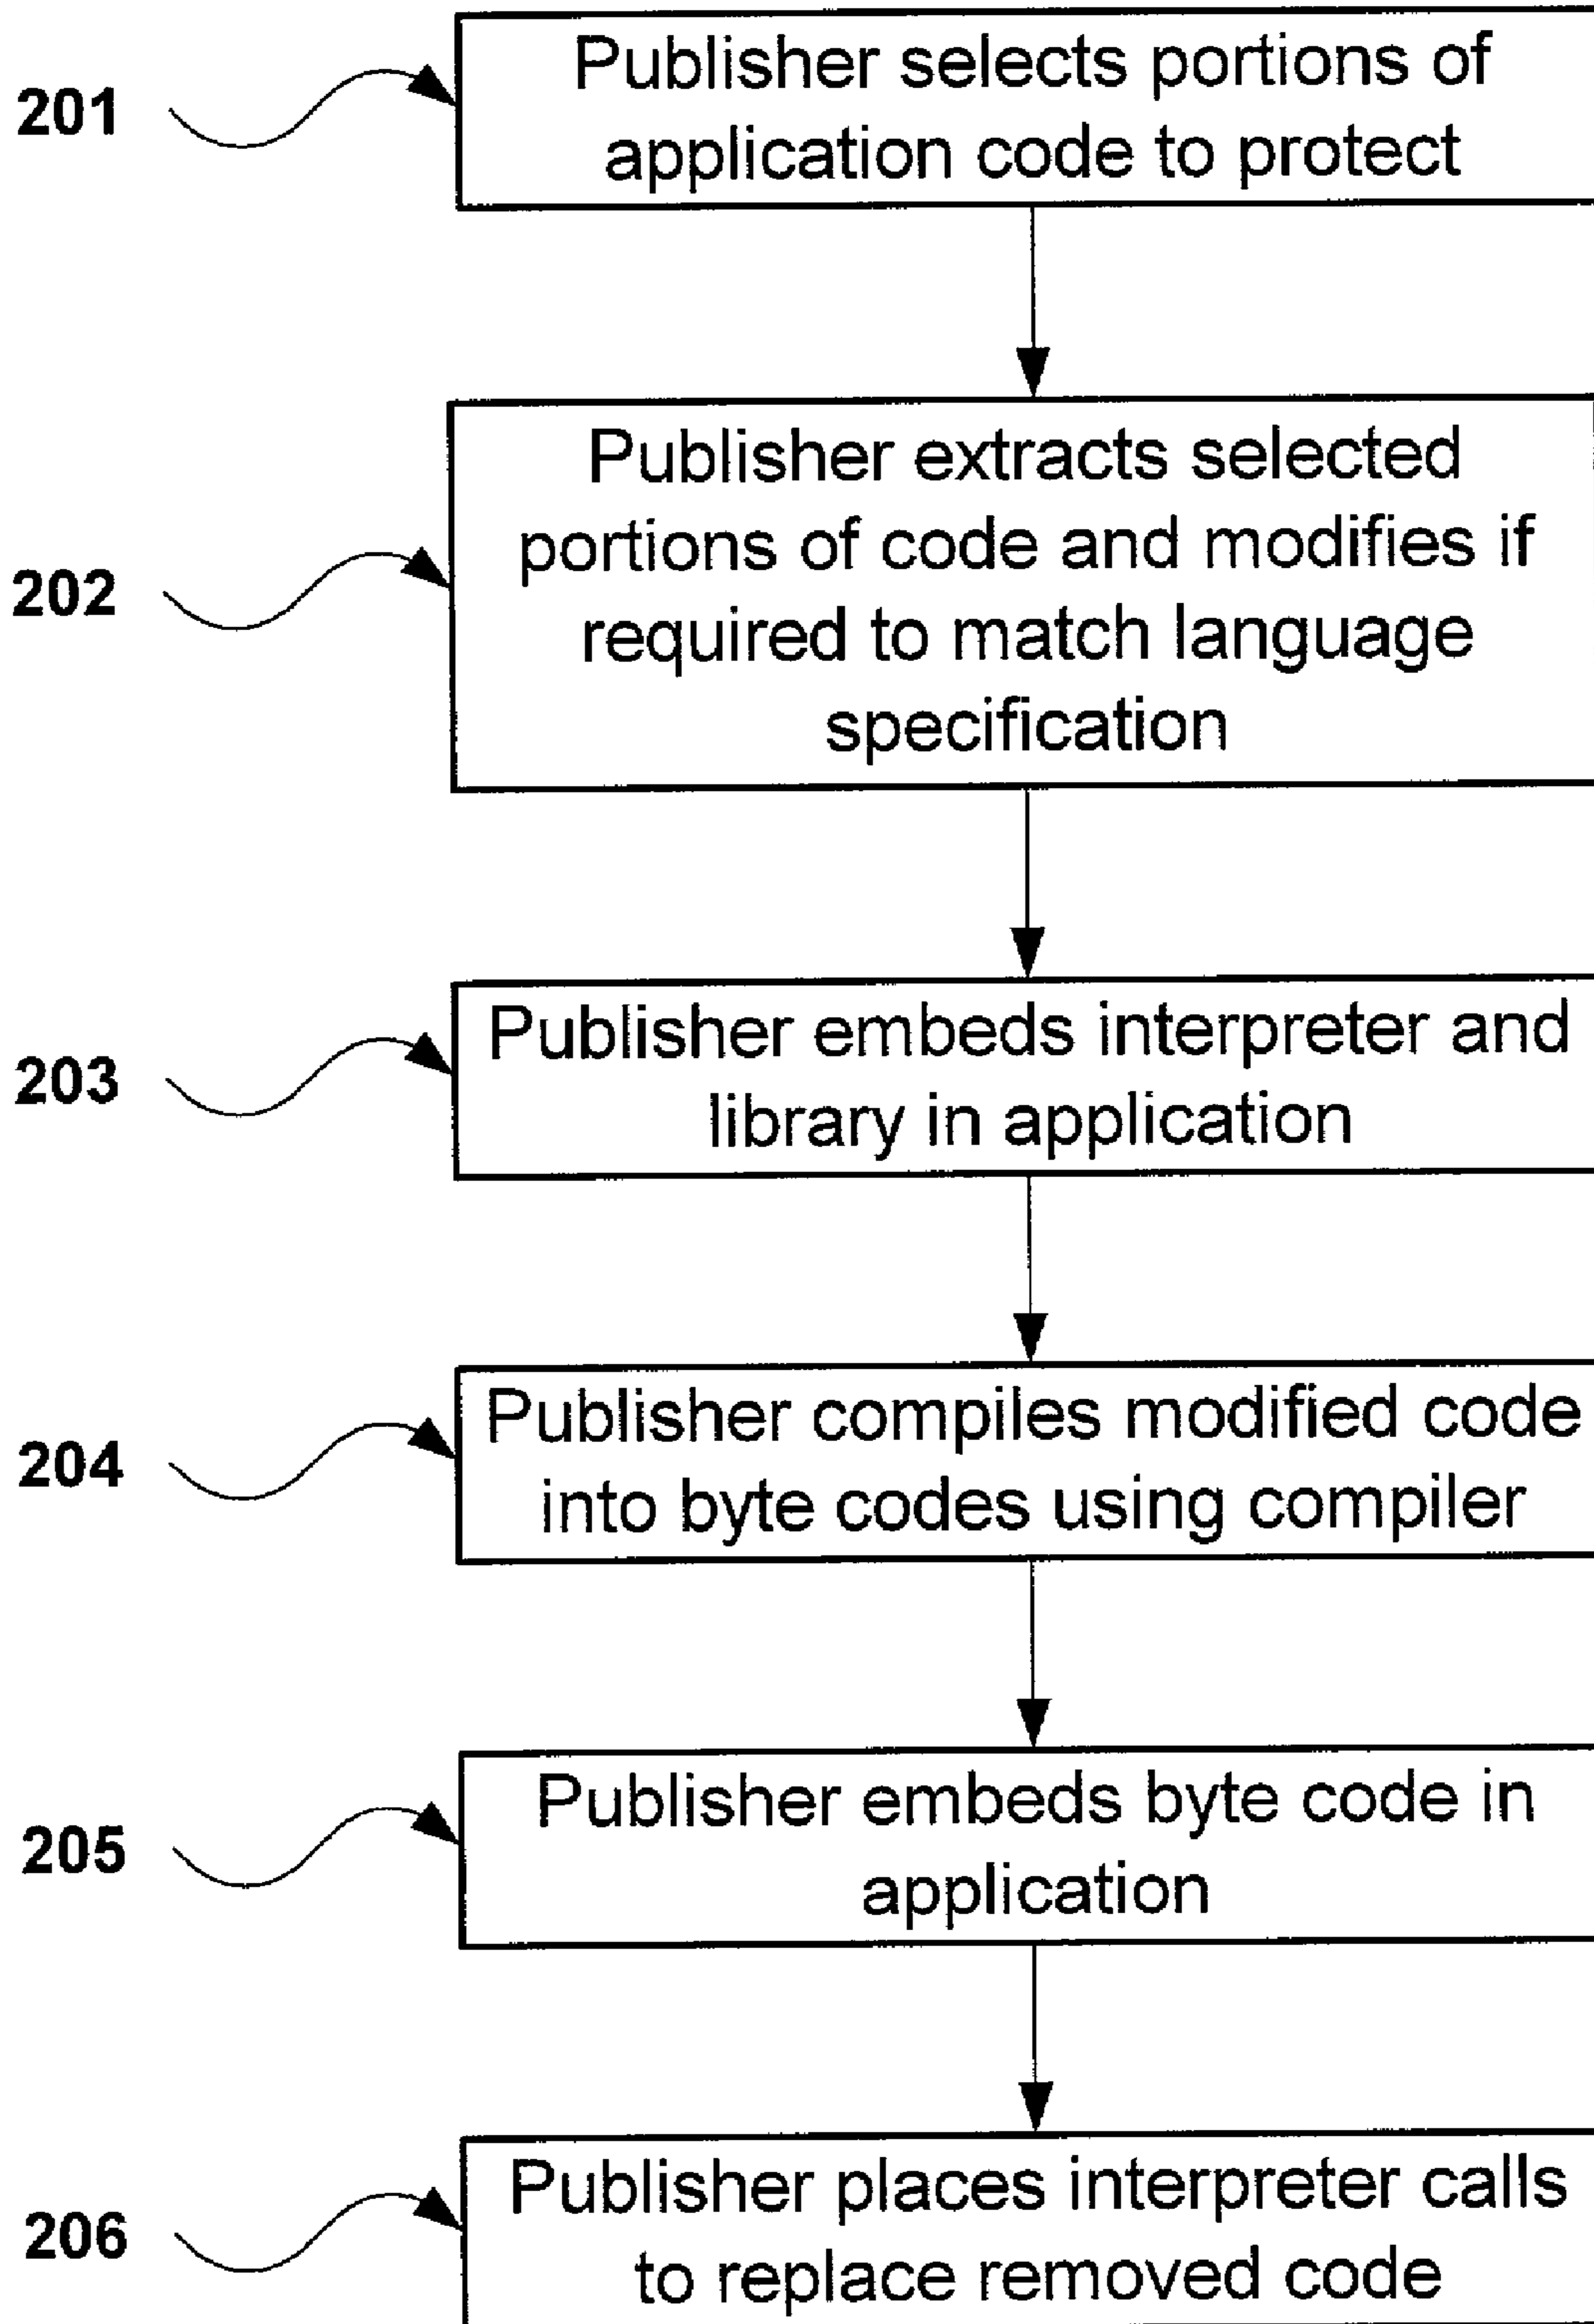 201
Publisher selects portions of
application code to protect
202
Publisher extracts selected
portions of code and modifies if
required to match language
specification
203
Publisher embeds interpreter and
library in application
204
Publisher compiles modified code
into byte codes using compiler
205
Publisher embeds byte code in
application
206
Publisher places interpreter calls
to replace removed code